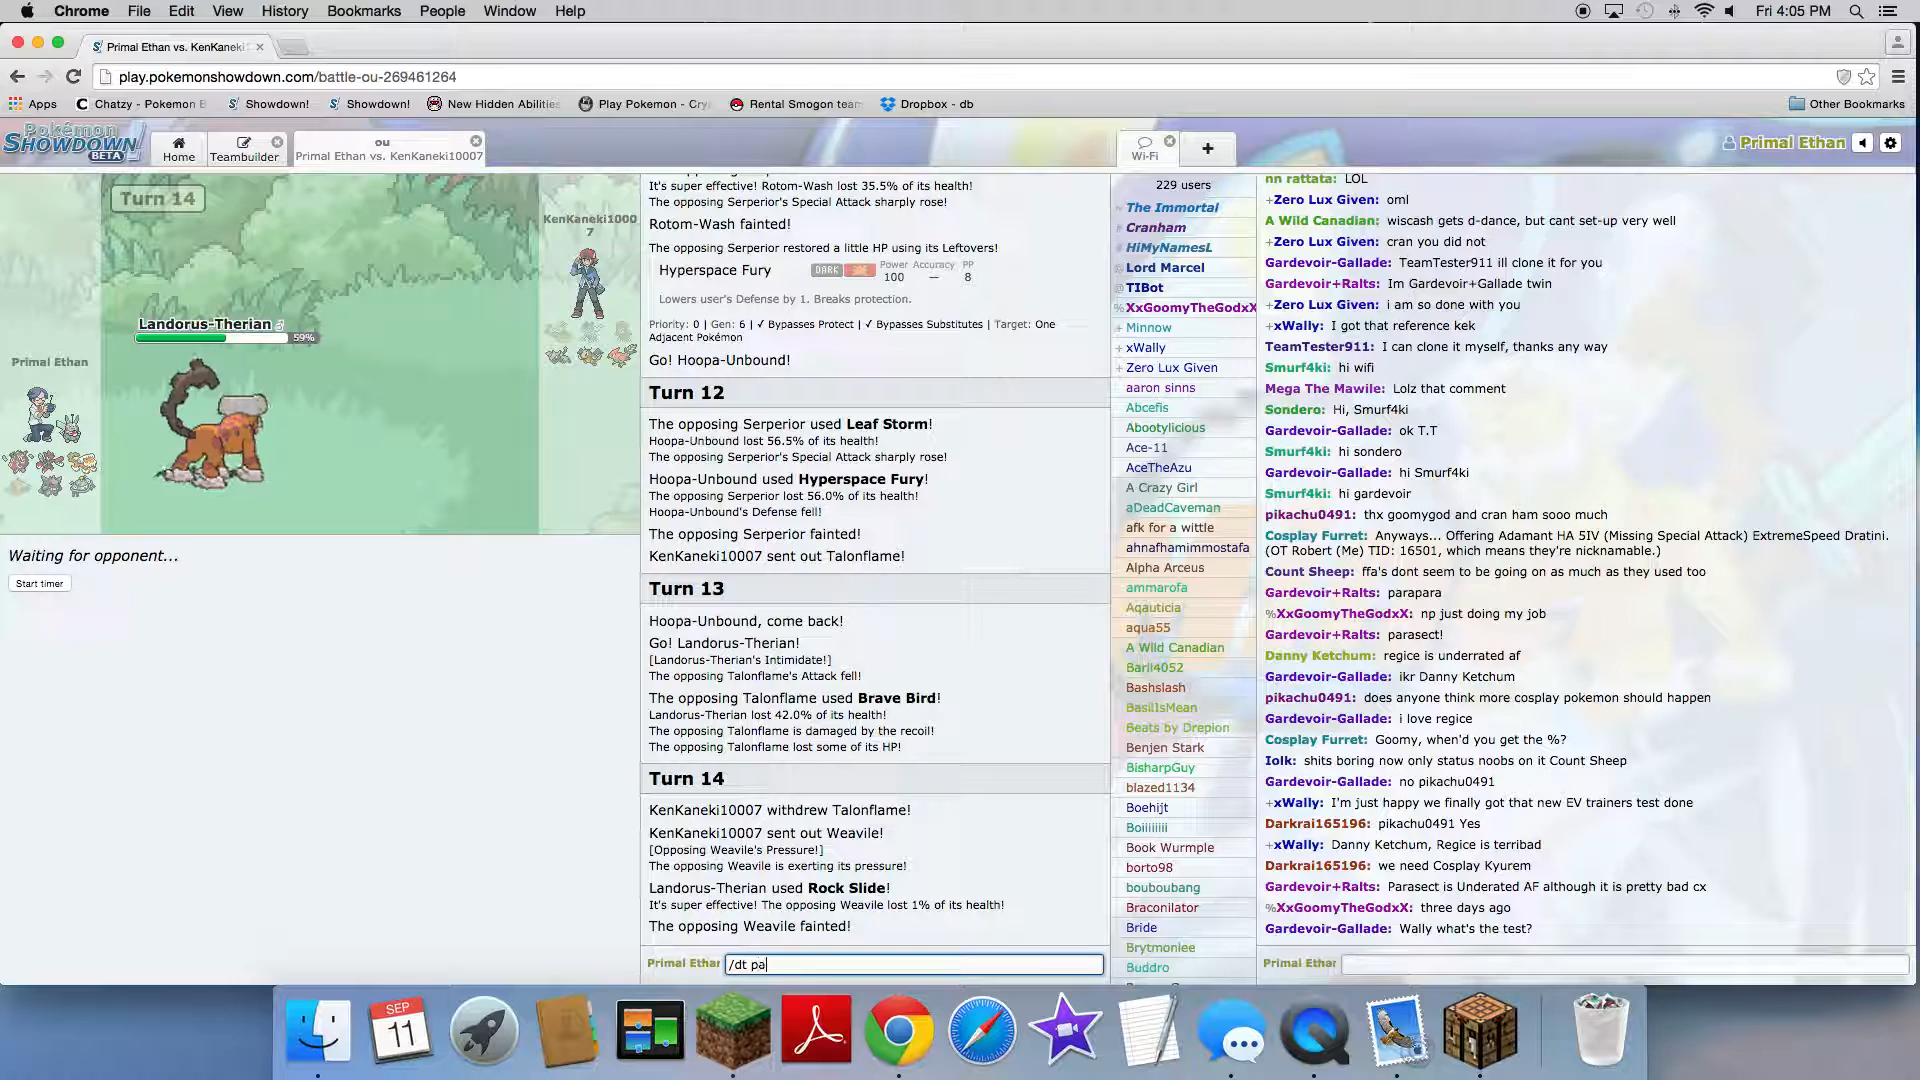 Chrome File Edit View History Bookmarks People Window Help Fri 4:05 PM
Primal Ethan vs. KenKaneki
play.pokemonshowdown.com/battle-ou-269461264
Apps Chatzy - Pokemon Showdown! Showdown! New Hidden Abilities Play Pokemon - Cry Rental Smogon team Dropbox - db Other Bookmarks
Pokémon
SHOWDOWN!
BETA
Home
Teambuilder
ou
Primal Ethan vs. KenKaneki10007
Wi-Fi
+
Primal Ethan
Turn 14
KenKaneki1000
7
Landorus-Therian
59%
Primal Ethan
Waiting for opponent...
Start timer
It's super effective! Rotom-Wash lost 35.5% of its health!
The opposing Serperior's Special Attack sharply rose!
Rotom-Wash fainted!
The opposing Serperior restored a little HP using its Leftovers!
Hyperspace Fury DARK Power Accuracy PP
100 — 8
Lowers user's Defense by 1. Breaks protection.
Priority: 0 | Gen: 6 | ✓ Bypasses Protect | ✓ Bypasses Substitutes | Target: One
Adjacent Pokémon
Go! Hoopa-Unbound!
Turn 12
The opposing Serperior used Leaf Storm!
Hoopa-Unbound lost 56.5% of its health!
The opposing Serperior's Special Attack sharply rose!
Hoopa-Unbound used Hyperspace Fury!
The opposing Serperior lost 56.0% of its health!
Hoopa-Unbound's Defense fell!
The opposing Serperior fainted!
KenKaneki10007 sent out Talonflame!
Turn 13
Hoopa-Unbound, come back!
Go! Landorus-Therian!
[Landorus-Therian's Intimidate!]
The opposing Talonflame's Attack fell!
The opposing Talonflame used Brave Bird!
Landorus-Therian lost 42.0% of its health!
The opposing Talonflame is damaged by the recoil!
The opposing Talonflame lost some of its HP!
Turn 14
KenKaneki10007 withdrew Talonflame!
KenKaneki10007 sent out Weavile!
[Opposing Weavile's Pressure!]
The opposing Weavile is exerting its pressure!
Landorus-Therian used Rock Slide!
It's super effective! The opposing Weavile lost 1% of its health!
The opposing Weavile fainted!
Primal Ethan /dt pa
229 users
The Immortal
Cranham
HiMyNamesL
Lord Marcel
TIBot
%XxGoomyTheGodxX
+ Minnow
+ xWally
+ Zero Lux Given
aaron sinns
Abcefis
Abootylicious
Ace-11
AceTheAzu
A Crazy Girl
aDeadCaveman
afk for a wittle
ahnafhamimmostafa
Alpha Arceus
ammarofa
Aqauticia
aqua55
A Wild Canadian
Barll4052
Bashslash
BasilIsMean
Beats by Drepion
Benjen Stark
BisharpGuy
blazed1134
Boehijt
Boiiiiiii
Book Wurmple
borto98
bouboubang
Braconilator
Bride
Brytmonlee
Buddro
nn rattata: LOL
+Zero Lux Given: oml
A Wild Canadian: wiscash gets d-dance, but cant set-up very well
+Zero Lux Given: cran you did not
Gardevoir-Gallade: TeamTester911 ill clone it for you
Gardevoir+Ralts: Im Gardevoir+Gallade twin
+Zero Lux Given: i am so done with you
+xWally: I got that reference kek
TeamTester911: I can clone it myself, thanks any way
Smurf4ki: hi wifi
Mega The Mawile: Lolz that comment
Sondero: Hi, Smurf4ki
Gardevoir-Gallade: ok T.T
Smurf4ki: hi sondero
Gardevoir-Gallade: hi Smurf4ki
Smurf4ki: hi gardevoir
pikachu0491: thx goomygod and cran ham sooo much
Cosplay Furret: Anyways... Offering Adamant HA 5IV (Missing Special Attack) ExtremeSpeed Dratini.
(OT Robert (Me) TID: 16501, which means they're nicknamable.)
Count Sheep: ffa's dont seem to be going on as much as they used too
Gardevoir+Ralts: parapara
%XxGoomyTheGodxX: np just doing my job
Gardevoir+Ralts: parasect!
Danny Ketchum: regice is underrated af
Gardevoir-Gallade: ikr Danny Ketchum
pikachu0491: does anyone think more cosplay pokemon should happen
Gardevoir-Gallade: i love regice
Cosplay Furret: Goomy, when'd you get the %?
Iolk: shits boring now only status noobs on it Count Sheep
Gardevoir-Gallade: no pikachu0491
+xWally: I'm just happy we finally got that new EV trainers test done
Darkrai165196: pikachu0491 Yes
+xWally: Danny Ketchum, Regice is terribad
Darkrai165196: we need Cosplay Kyurem
Gardevoir+Ralts: Parasect is Underated AF although it is pretty bad cx
%XxGoomyTheGodxX: three days ago
Gardevoir-Gallade: Wally what's the test?
Primal Ethan
SEP
11